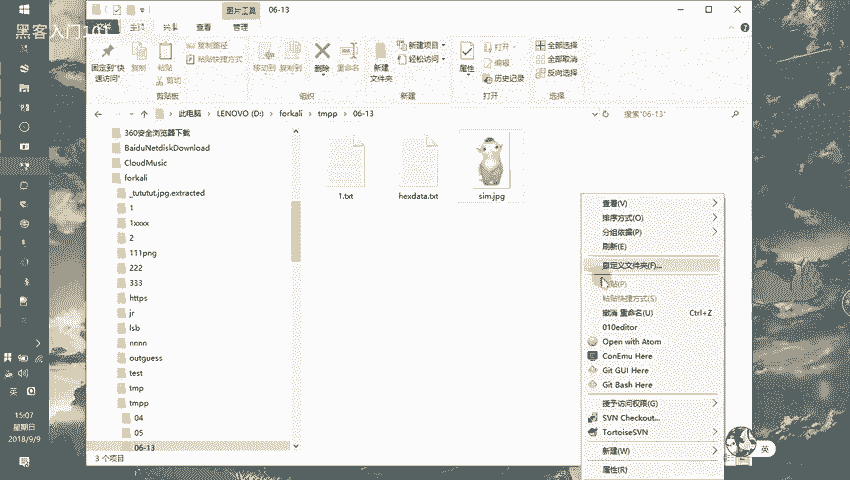 黑客入门101
图片工具
06-13
主页
共享
查看
管理
固定到"快
速访问"
复制
粘贴
复制路径
粘贴快捷方式
剪切
剪贴板
移动到
复制到
删除
重命名
组织
新建
文件夹
新建项目
轻松访问
新建
属性
打开
编辑
历史记录
打开
全部选择
全部取消
反向选择
选择
此电脑
LENOVO (D:)
forkali
tmpp
06-13
搜索"06-13"
360安全浏览器下载
BaiduNetdiskDownload
CloudMusic
forkali
_tututut.jpg.extracted
1
1xxxx
2
111png
222
333
https
jr
lsb
nnnn
outguess
test
tmp
tmpp
04
05
06-13
3 个项目
1.txt
hexdata.txt
sim.jpg
查看(V)
排序方式(O)
分组依据(P)
刷新(E)
自定义文件夹(F)...
粘贴(P)
粘贴快捷方式(S)
撤消 重命名(U) Ctrl+Z
010editor
Open with Atom
ConEmu Here
Git GUI Here
Git Bash Here
授予访问权限(G)
SVN Checkout...
TortoiseSVN
新建(W)
属性(R)
英
英
15:07
星期日
2018/9/9